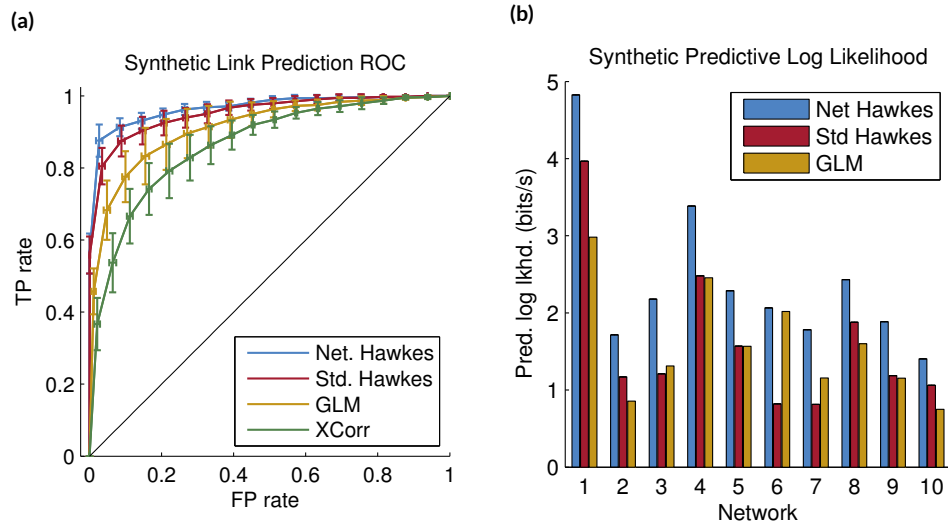 (a)
Synthetic Link Prediction ROC
1
0.8
0.6
0.4
0.2
0
TP rate
0 0.2 0.4 0.6 0.8 1
FP rate
Net. Hawkes
Std. Hawkes
GLM
XCorr
(b)
Synthetic Predictive Log Likelihood
5
4
3
2
1
0
Pred. log lkhd. (bits/s)
1 2 3 4 5 6 7 8 9 10
Network
Net Hawkes
Std Hawkes
GLM